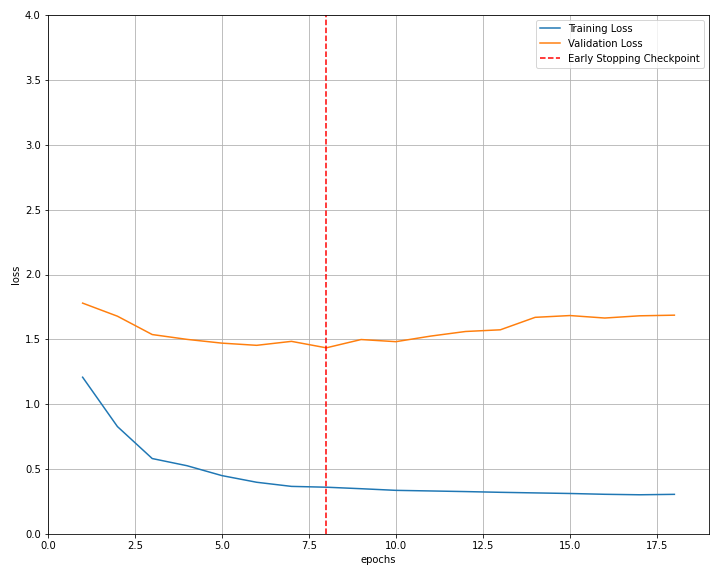 4.0
3.5
3.0
2.5
2.0
1.5
1.0
0.5
0.0
loss
Training Loss
Validation Loss
Early Stopping Checkpoint
0.0 2.5 5.0 7.5 10.0 12.5 15.0 17.5
epochs